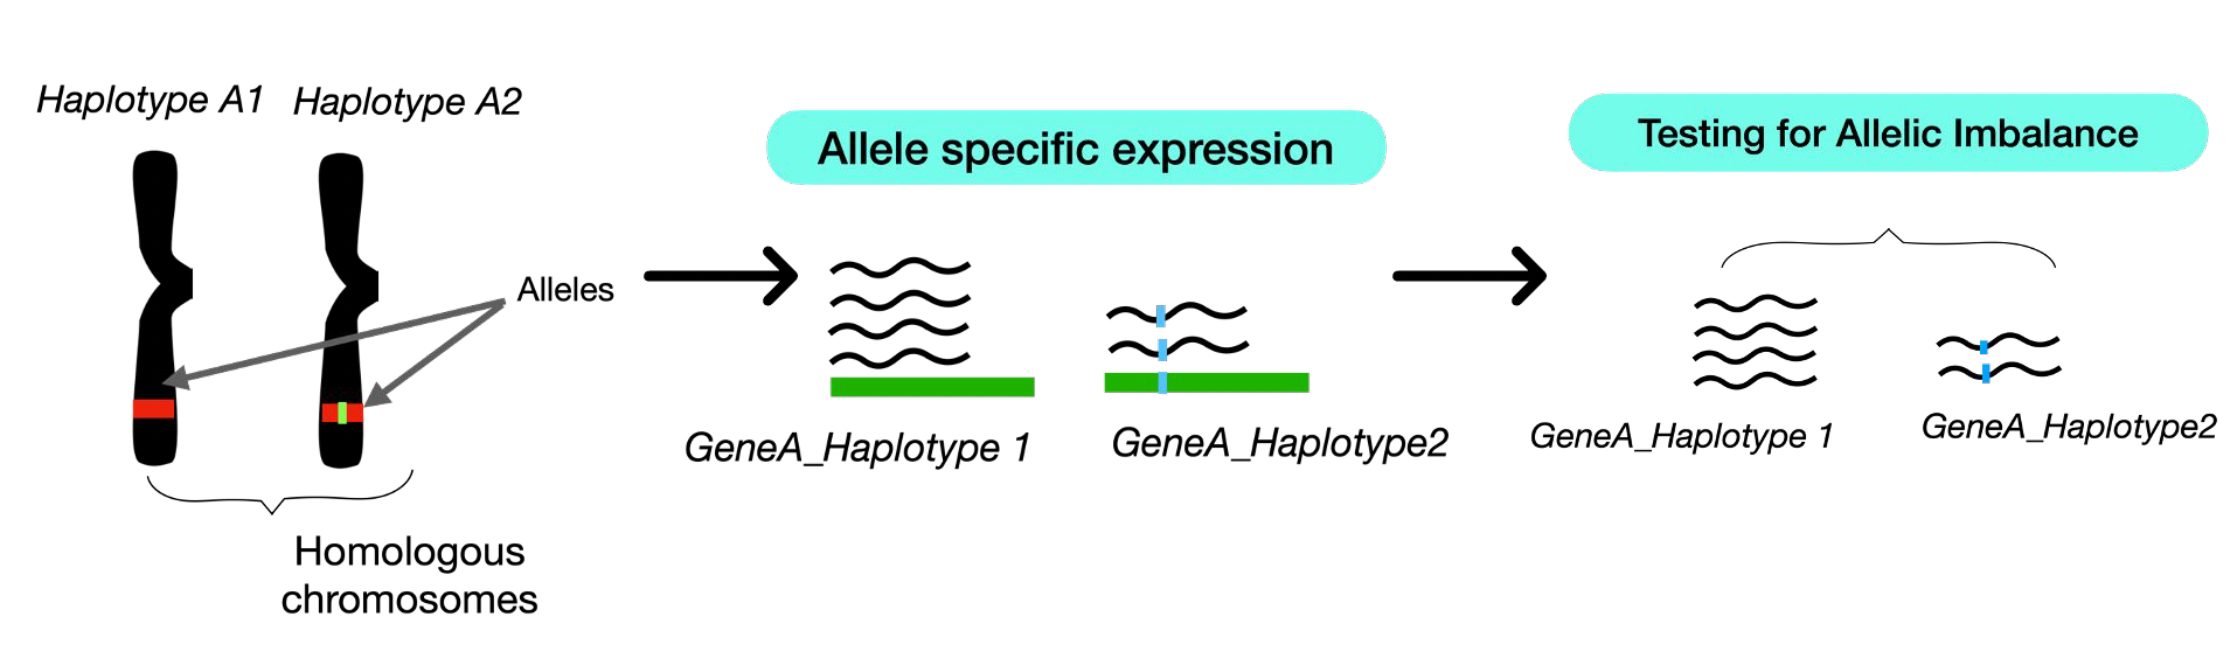 Haplotype A1
Haplotype A2
Alleles
Homologous
chromosomes
Allele specific expression
GeneA_Haplotype 1
GeneA_Haplotype2
Testing for Allelic Imbalance
GeneA_Haplotype 1
GeneA_Haplotype2